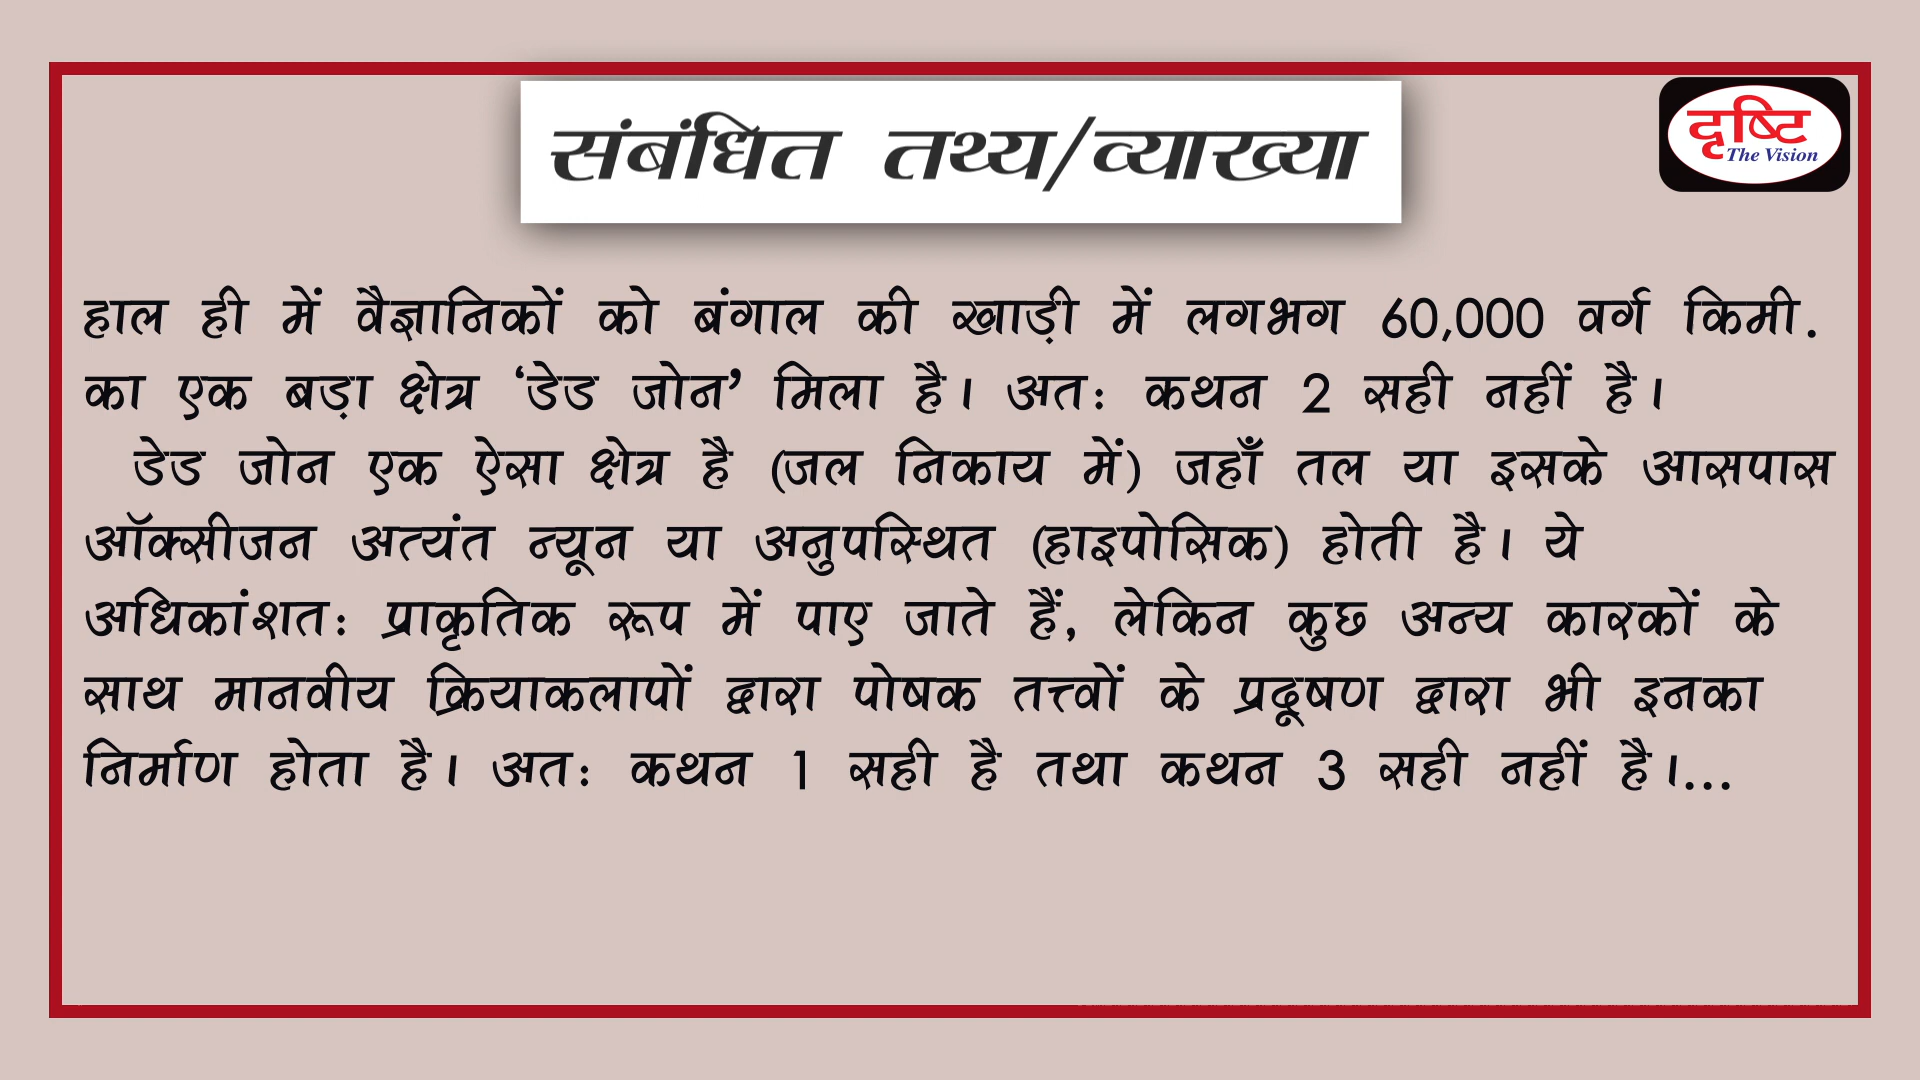 संबंधित तथ्य/व्याख्या
दृष्टि
The Vision
हाल ही में वैज्ञानिकों को बंगाल की खाड़ी में लगभग 60,000 वर्ग किमी.
का एक बड़ा क्षेत्र ‘डेड जोन’ मिला है। अतः कथन 2 सही नहीं है।
डेड जोन एक ऐसा क्षेत्र है (जल निकाय में) जहाँ तल या इसके आसपास
ऑक्सीजन अत्यंत न्यून या अनुपस्थित (हाइपोसिक) होती है। ये
अधिकांशतः प्राकृतिक रूप में पाए जाते हैं, लेकिन कुछ अन्य कारकों के
साथ मानवीय क्रियाकलापों द्वारा पोषक तत्त्वों के प्रदूषण द्वारा भी इनका
निर्माण होता है। अतः कथन 1 सही है तथा कथन 3 सही नहीं है।...